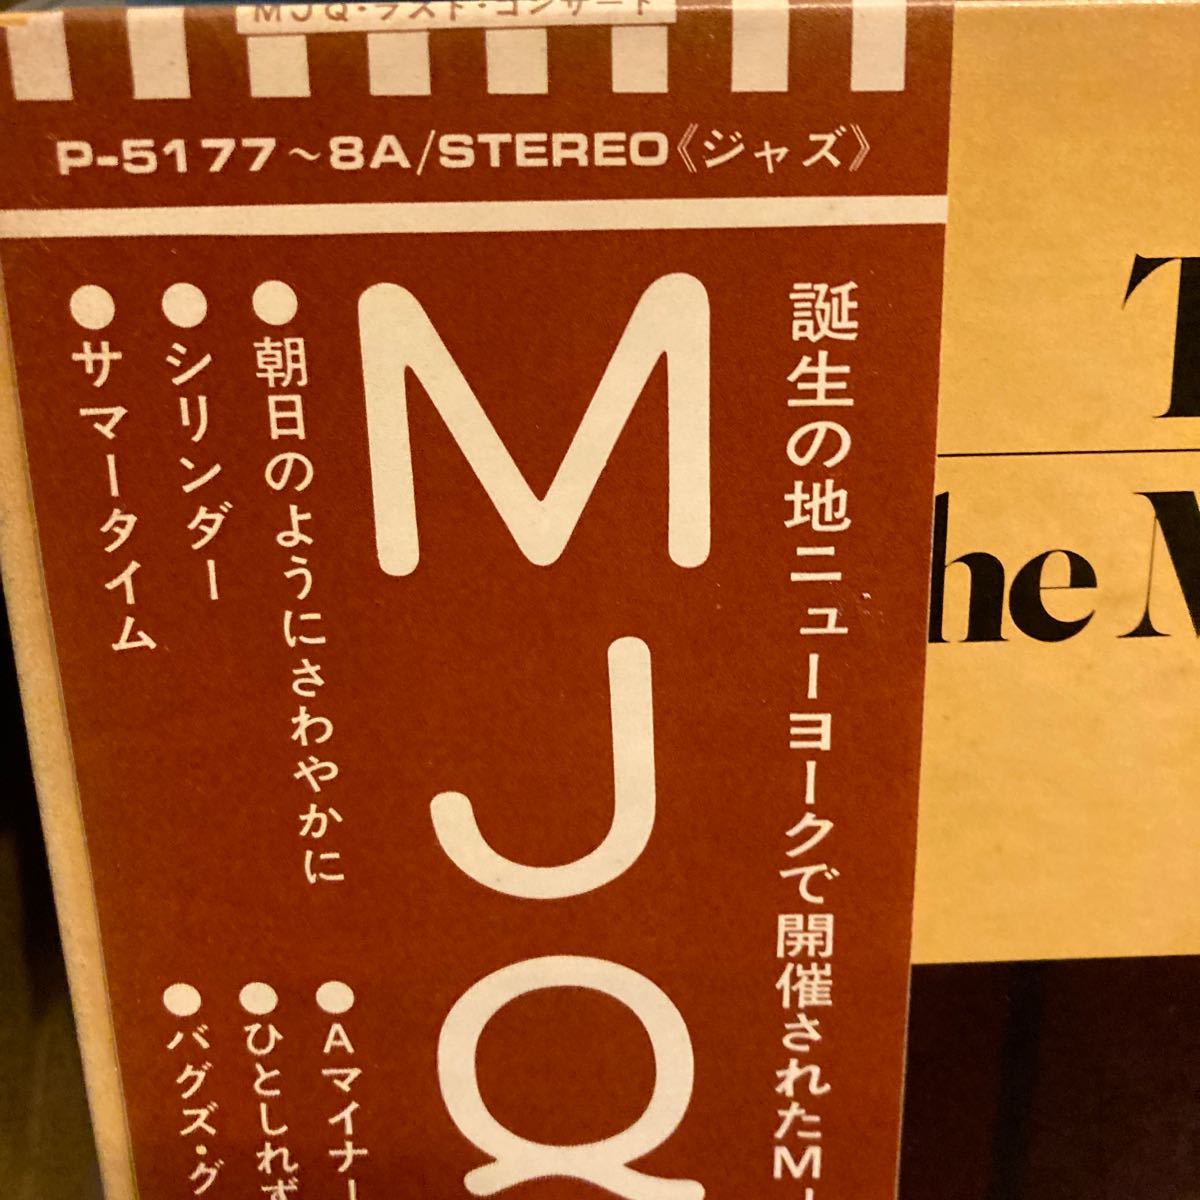 MJQ・ラスト・コンサート
P-5177～8A/STEREO《ジャズ》
誕生の地ニューヨークで開催されたM
MJQ
●朝日のようにさわやかに
●シリンダー
●サマータイム
●Aマイナー
●ひとしれず
●バグズ・グ
T
he M